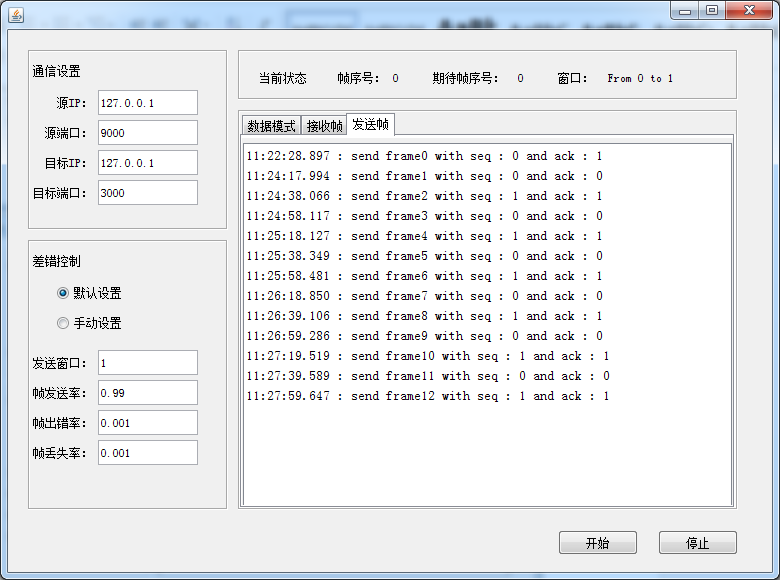 通信设置
源IP: 127.0.0.1
源端口: 9000
目标IP: 127.0.0.1
目标端口: 3000
差错控制
默认设置
手动设置
发送窗口: 1
帧发送率: 0.99
帧出错率: 0.001
帧丢失率: 0.001
当前状态 帧序号: 0 期待帧序号: 0 窗口: From 0 to 1
数据模式 接收帧 发送帧
11:22:28.897 : send frame0 with seq : 0 and ack : 1
11:24:17.994 : send frame1 with seq : 0 and ack : 0
11:24:38.066 : send frame2 with seq : 1 and ack : 1
11:24:58.117 : send frame3 with seq : 0 and ack : 0
11:25:18.127 : send frame4 with seq : 1 and ack : 1
11:25:38.349 : send frame5 with seq : 0 and ack : 0
11:25:58.481 : send frame6 with seq : 1 and ack : 1
11:26:18.850 : send frame7 with seq : 0 and ack : 0
11:26:39.106 : send frame8 with seq : 1 and ack : 1
11:26:59.286 : send frame9 with seq : 0 and ack : 0
11:27:19.519 : send frame10 with seq : 1 and ack : 1
11:27:39.589 : send frame11 with seq : 0 and ack : 0
11:27:59.647 : send frame12 with seq : 1 and ack : 1
开始 停止